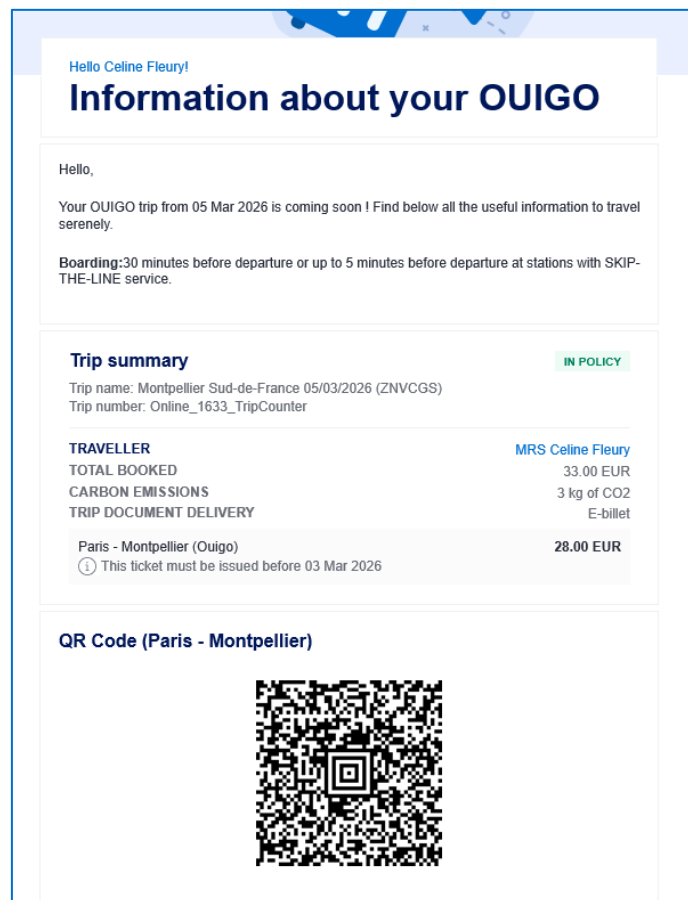 Hello Celine Fleury!
Information about your OUIGO
Hello,
Your OUIGO trip from 05 Mar 2026 is coming soon ! Find below all the useful information to travel
serenely.
Boarding:30 minutes before departure or up to 5 minutes before departure at stations with SKIP-
THE-LINE service.
Trip summary
IN POLICY
Trip name: Montpellier Sud-de-France 05/03/2026 (ZNVCGS)
Trip number: Online_1633_TripCounter
TRAVELLER MRS Celine Fleury
TOTAL BOOKED 33.00 EUR
CARBON EMISSIONS 3 kg of CO2
TRIP DOCUMENT DELIVERY E-billet
Paris - Montpellier (Ouigo) 28.00 EUR
This ticket must be issued before 03 Mar 2026
QR Code (Paris - Montpellier)